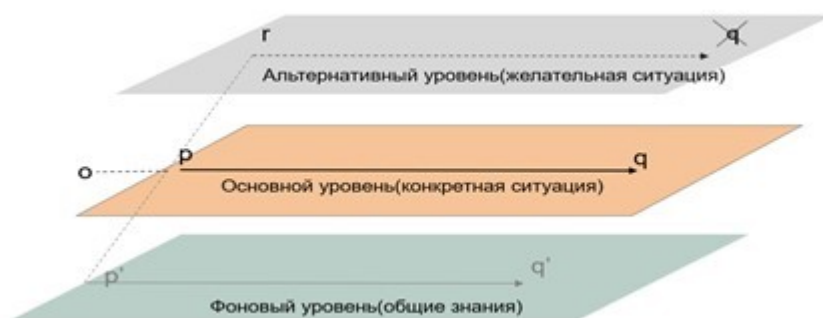 r q
Альтернативный уровень(желательная ситуация)
o p q
Основной уровень(конкретная ситуация)
p' q'
Фоновый уровень(общие знания)